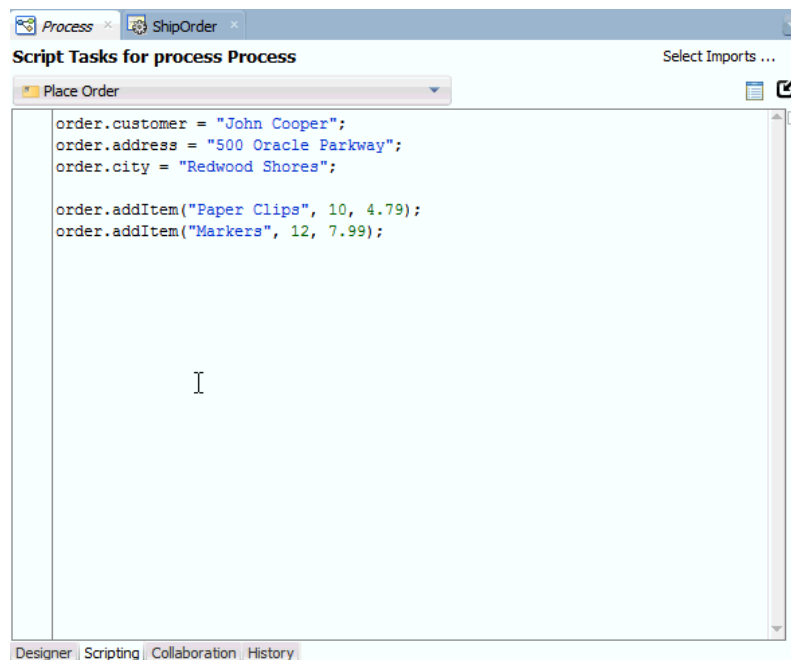 Process ShipOrder
Script Tasks for process Process Select Imports ...
Place Order
order.customer = "John Cooper";
order.address = "500 Oracle Parkway";
order.city = "Redwood Shores";
order.addItem("Paper Clips", 10, 4.79);
order.addItem("Markers", 12, 7.99);
Designer Scripting Collaboration History